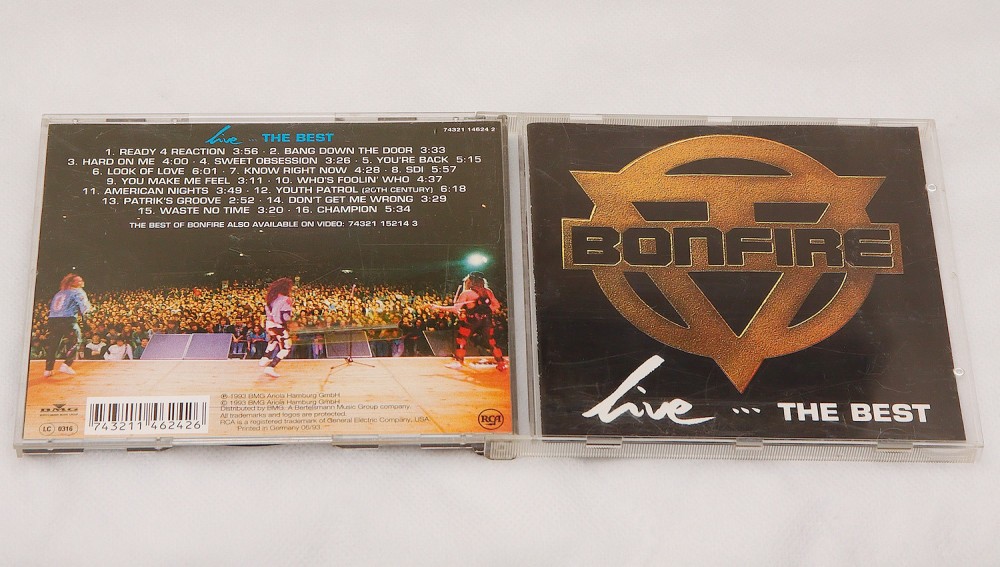 live ... THE BEST
74321 14624 2
1. READY 4 REACTION 3:56 · 2. BANG DOWN THE DOOR 3:33
3. HARD ON ME 4:00 · 4. SWEET OBSESSION 3:26 · 5. YOU'RE BACK 5:15
6. LOOK OF LOVE 6:01 · 7. KNOW RIGHT NOW 4:26 · 8. SDI 5:57
9. YOU MAKE ME FEEL 3:11 · 10. WHO'S FOOLIN' WHO 4:37
11. AMERICAN NIGHTS 3:49 · 12. YOUTH PATROL (20TH CENTURY) 6:18
13. PATRIK'S GROOVE 2:52 · 14. DON'T GET ME WRONG 3:29
15. WASTE NO TIME 3:20 · 16. CHAMPION 5:34
THE BEST OF BONFIRE ALSO AVAILABLE ON VIDEO: 74321 15214 3
℗ 1993 BMG Ariola Hamburg GmbH
© 1993 BMG Ariola Hamburg GmbH
Distributed by BMG. A Bertelsmann Music Group company.
All trademarks and logos are protected.
RCA is a registered trademark of General Electric Company, USA
Printed in Germany 06/93
BMG
LC 0316
743211 462426
RCA
BONFIRE
live ... THE BEST